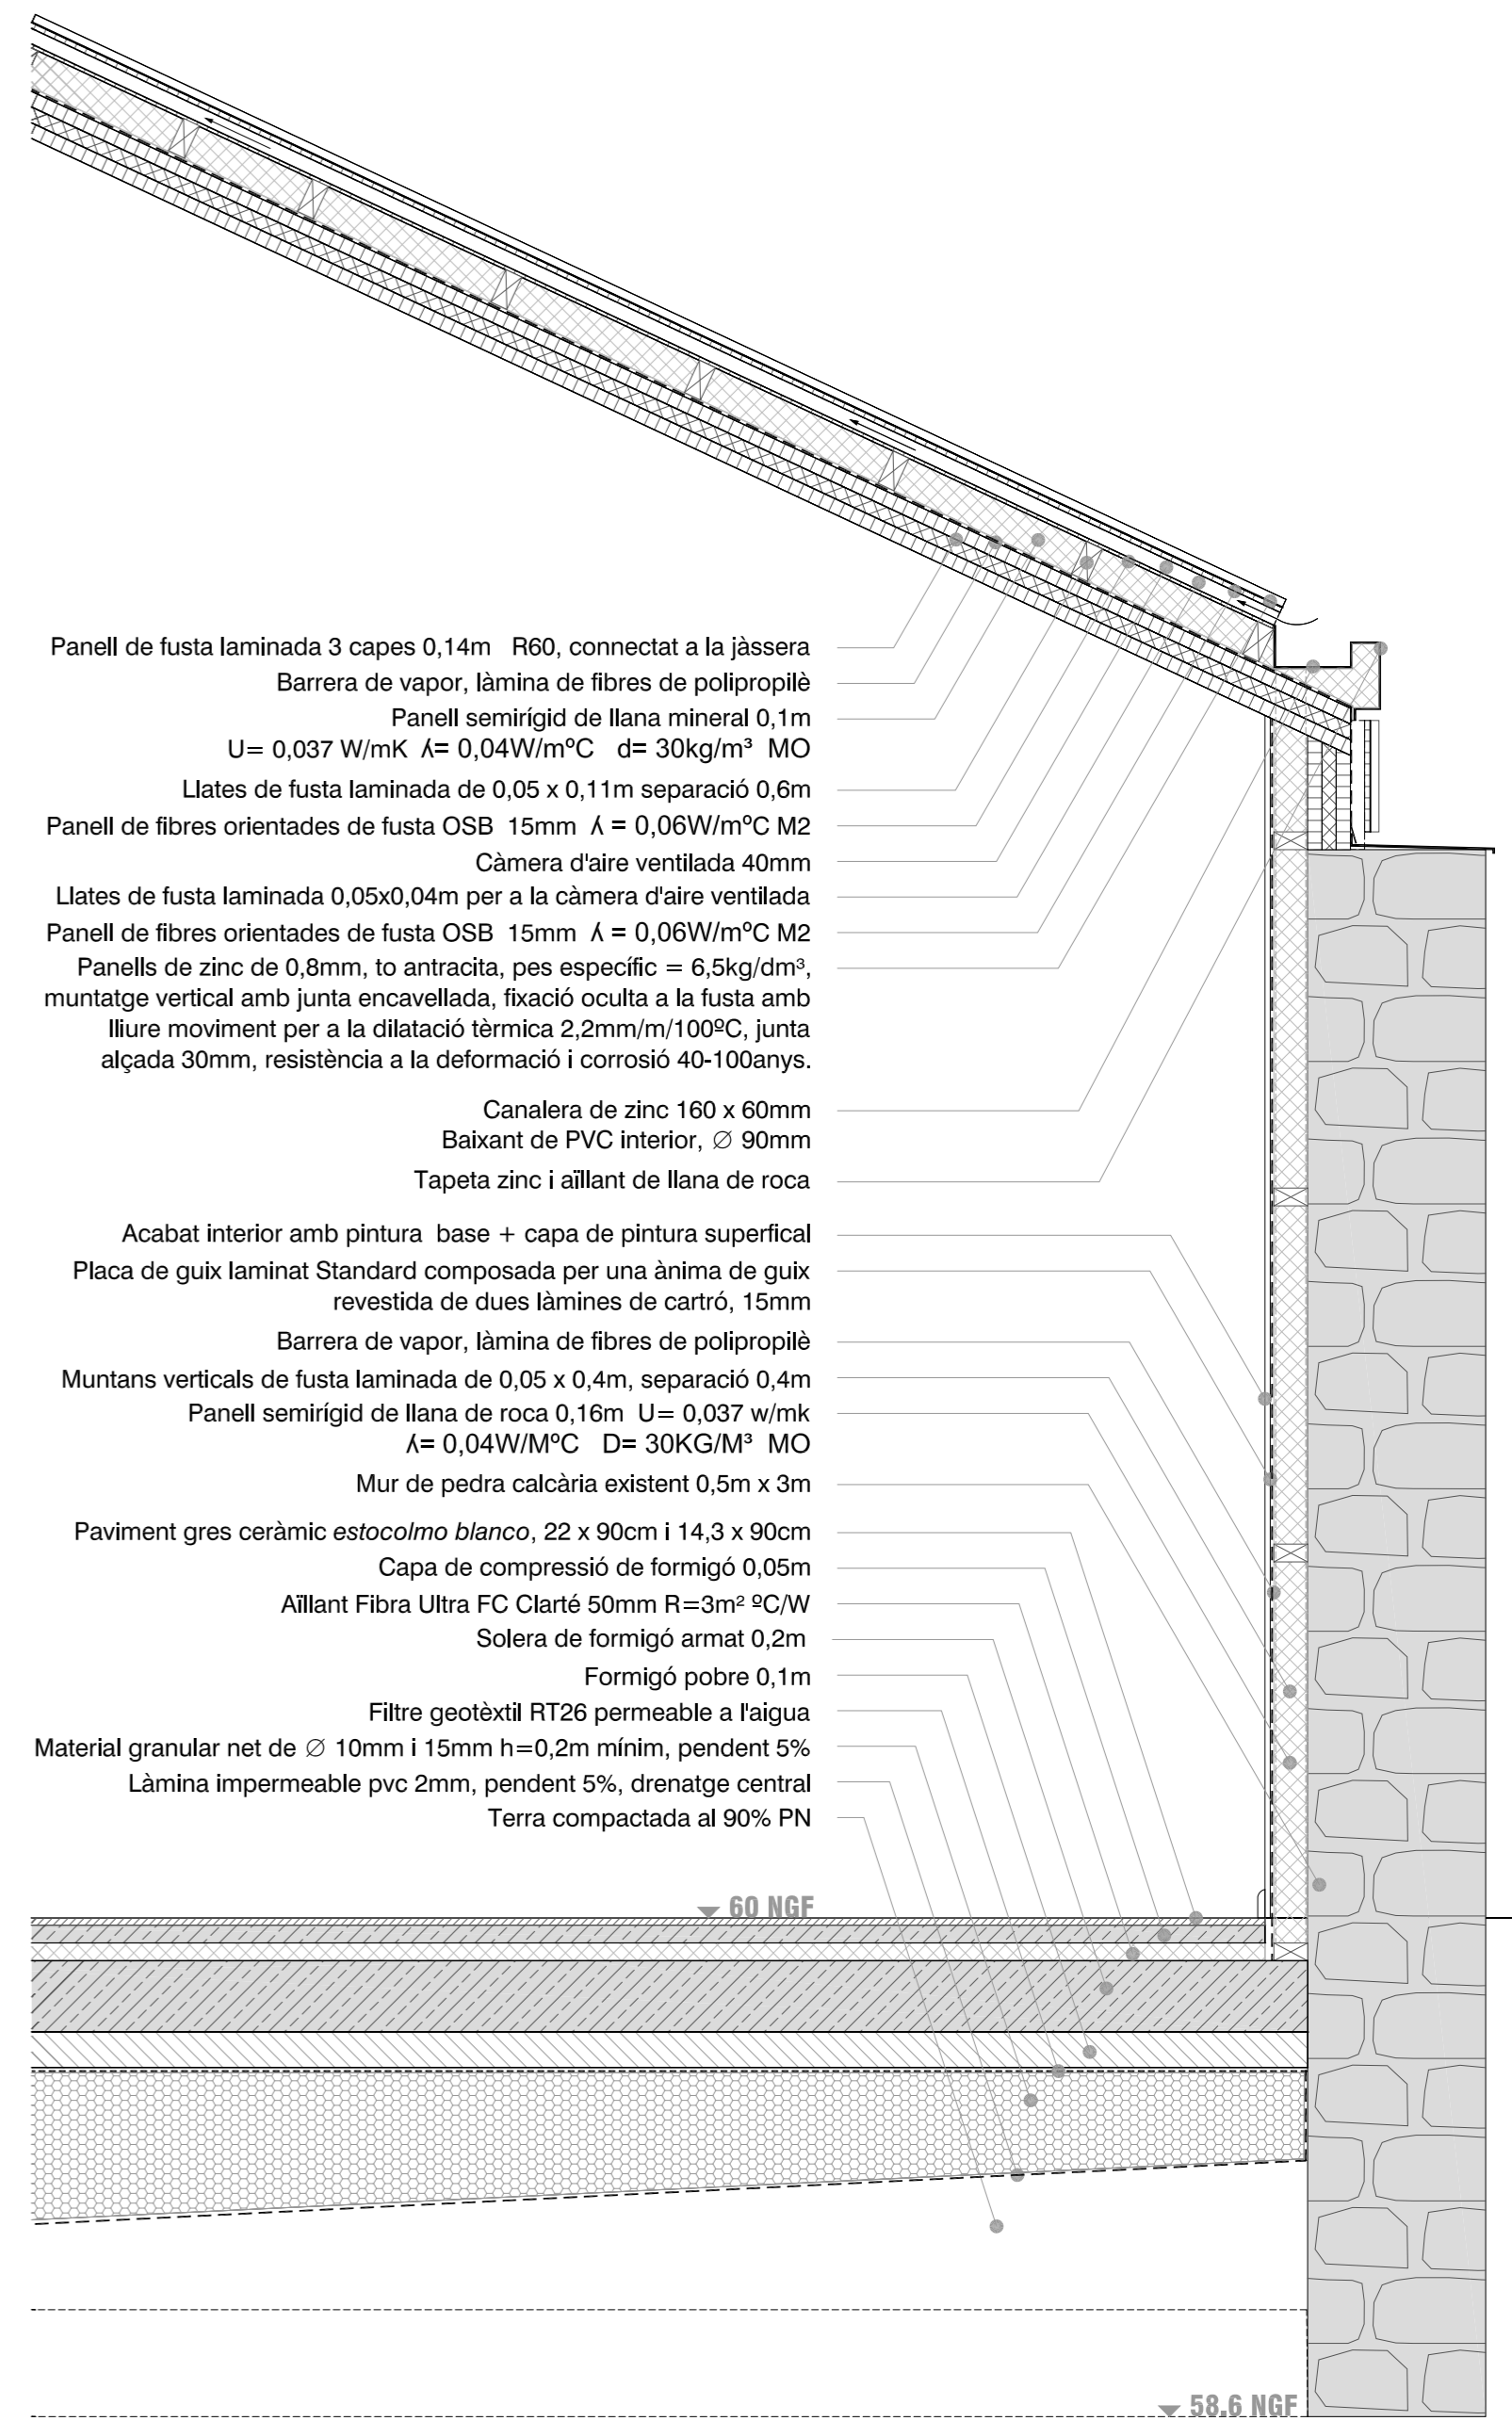 Panell de fusta laminada 3 capes 0,14m R60, connectat a la jàssera
Barrera de vapor, làmina de fibres de polipropilè
Panell semirígid de llana mineral 0,1m
U= 0,037 W/mK ʎ= 0,04W/mºC d= 30kg/m³ MO
Llates de fusta laminada de 0,05 x 0,11m separació 0,6m
Panell de fibres orientades de fusta OSB 15mm ʎ = 0,06W/mºC M2
Càmera d'aire ventilada 40mm
Llates de fusta laminada 0,05x0,04m per a la càmera d'aire ventilada
Panell de fibres orientades de fusta OSB 15mm ʎ = 0,06W/mºC M2
Panells de zinc de 0,8mm, to antracita, pes específic = 6,5kg/dm³,
muntatge vertical amb junta encavellada, fixació oculta a la fusta amb
lliure moviment per a la dilatació tèrmica 2,2mm/m/100ºC, junta
alçada 30mm, resistència a la deformació i corrosió 40-100anys.
Canalera de zinc 160 x 60mm
Baixant de PVC interior, ∅ 90mm
Tapeta zinc i aïllant de llana de roca
Acabat interior amb pintura base + capa de pintura superfical
Placa de guix laminat Standard composada per una ànima de guix
revestida de dues làmines de cartró, 15mm
Barrera de vapor, làmina de fibres de polipropilè
Muntans verticals de fusta laminada de 0,05 x 0,4m, separació 0,4m
Panell semirígid de llana de roca 0,16m U= 0,037 w/mk
ʎ= 0,04W/MºC D= 30KG/M³ MO
Mur de pedra calcària existent 0,5m x 3m
Paviment gres ceràmic estocolmo blanco, 22 x 90cm i 14,3 x 90cm
Capa de compressió de formigó 0,05m
Aïllant Fibra Ultra FC Clarté 50mm R=3m² ºC/W
Solera de formigó armat 0,2m
Formigó pobre 0,1m
Filtre geotèxtil RT26 permeable a l'aigua
Material granular net de ∅ 10mm i 15mm h=0,2m mínim, pendent 5%
Làmina impermeable pvc 2mm, pendent 5%, drenatge central
Terra compactada al 90% PN
60 NGF
58.6 NGF